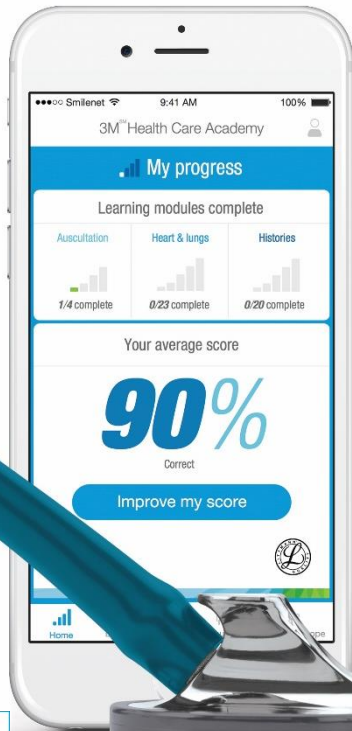 ●●●○○ Smilenet 9:41 AM 100%
3M™ Health Care Academy
My progress
Learning modules complete
Auscultation Heart & lungs Histories
1/4 complete 0/23 complete 0/20 complete
Your average score
90%
Correct
Improve my score
L
Home